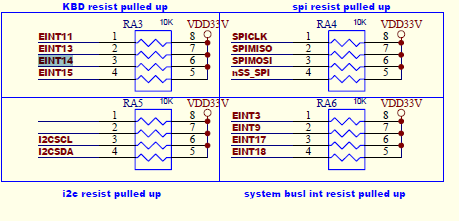 KBD resist pulled up
spi resist pulled up
RA3 10K VDD33V
EINT11 1 8
EINT13 2 7
EINT14 3 6
EINT15 4 5
RA4 10K VDD33V
SPICLK 1 8
SPIMISO 2 7
SPIMOSI 3 6
nSS_SPI 4 5
RA5 10K VDD33V
1 8
2 7
I2CSCL 3 6
I2CSDA 4 5
RA6 10K VDD33V
EINT3 1 8
EINT9 2 7
EINT17 3 6
EINT18 4 5
i2c resist pulled up
system busl int resist pulled up